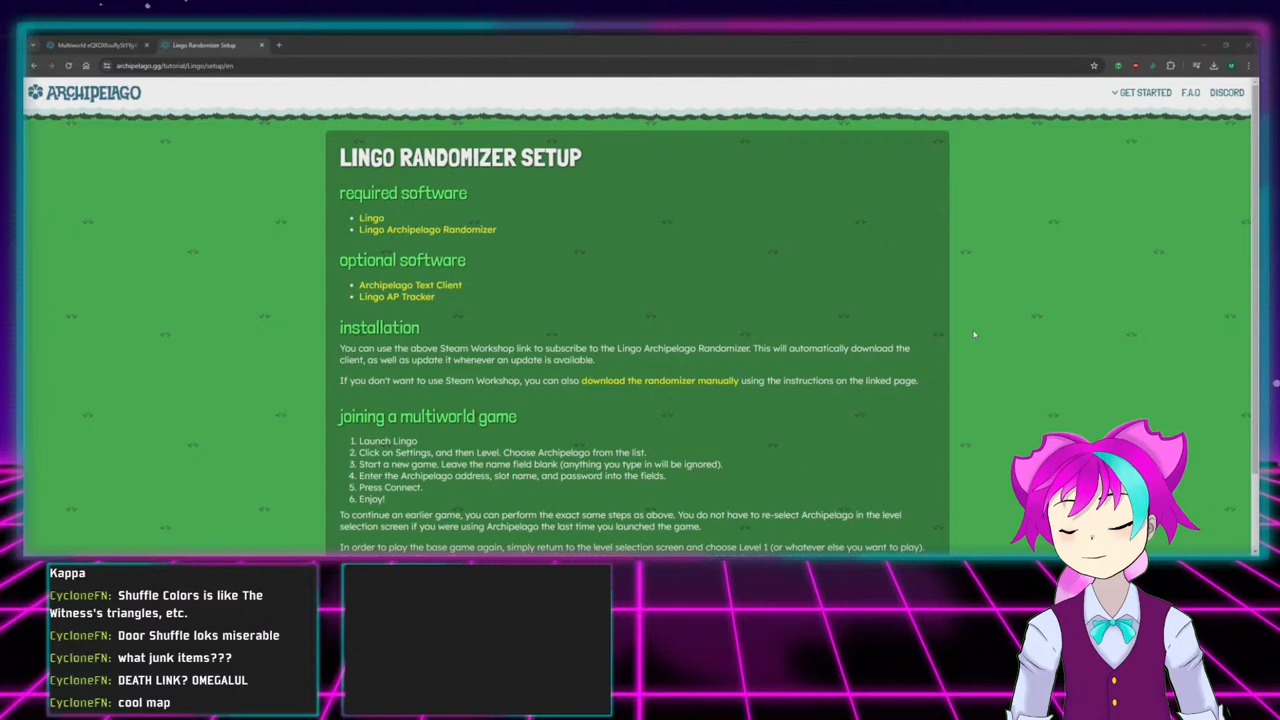 Lingo Randomizer Setup
archipelago.gg/tutorial/Lingo/setup/en
ARCHIPELAGO
GET STARTED F.A.Q DISCORD
LINGO RANDOMIZER SETUP
required software
• Lingo
• Lingo Archipelago Randomizer
optional software
• Archipelago Text Client
• Lingo AP Tracker
installation
You can use the above Steam Workshop link to subscribe to the Lingo Archipelago Randomizer. This will automatically download the
client, as well as update it whenever an update is available.
If you don't want to use Steam Workshop, you can also download the randomizer manually using the instructions on the linked page.
joining a multiworld game
1. Launch Lingo
2. Click on Settings, and then Level. Choose Archipelago from the list.
3. Start a new game. Leave the name field blank (anything you type in will be ignored).
4. Enter the Archipelago address, slot name, and password into the fields.
5. Press Connect.
6. Enjoy!
To continue an earlier game, you can perform the exact same steps as above. You do not have to re-select Archipelago in the level
selection screen if you were using Archipelago the last time you launched the game.
In order to play the base game again, simply return to the level selection screen and choose Level 1 (or whatever else you want to play).
Kappa
CycloneFN: Shuffle Colors is like The
Witness's triangles, etc.
CycloneFN: Door Shuffle loks miserable
CycloneFN: what junk items???
CycloneFN: DEATH LINK? OMEGALUL
CycloneFN: cool map